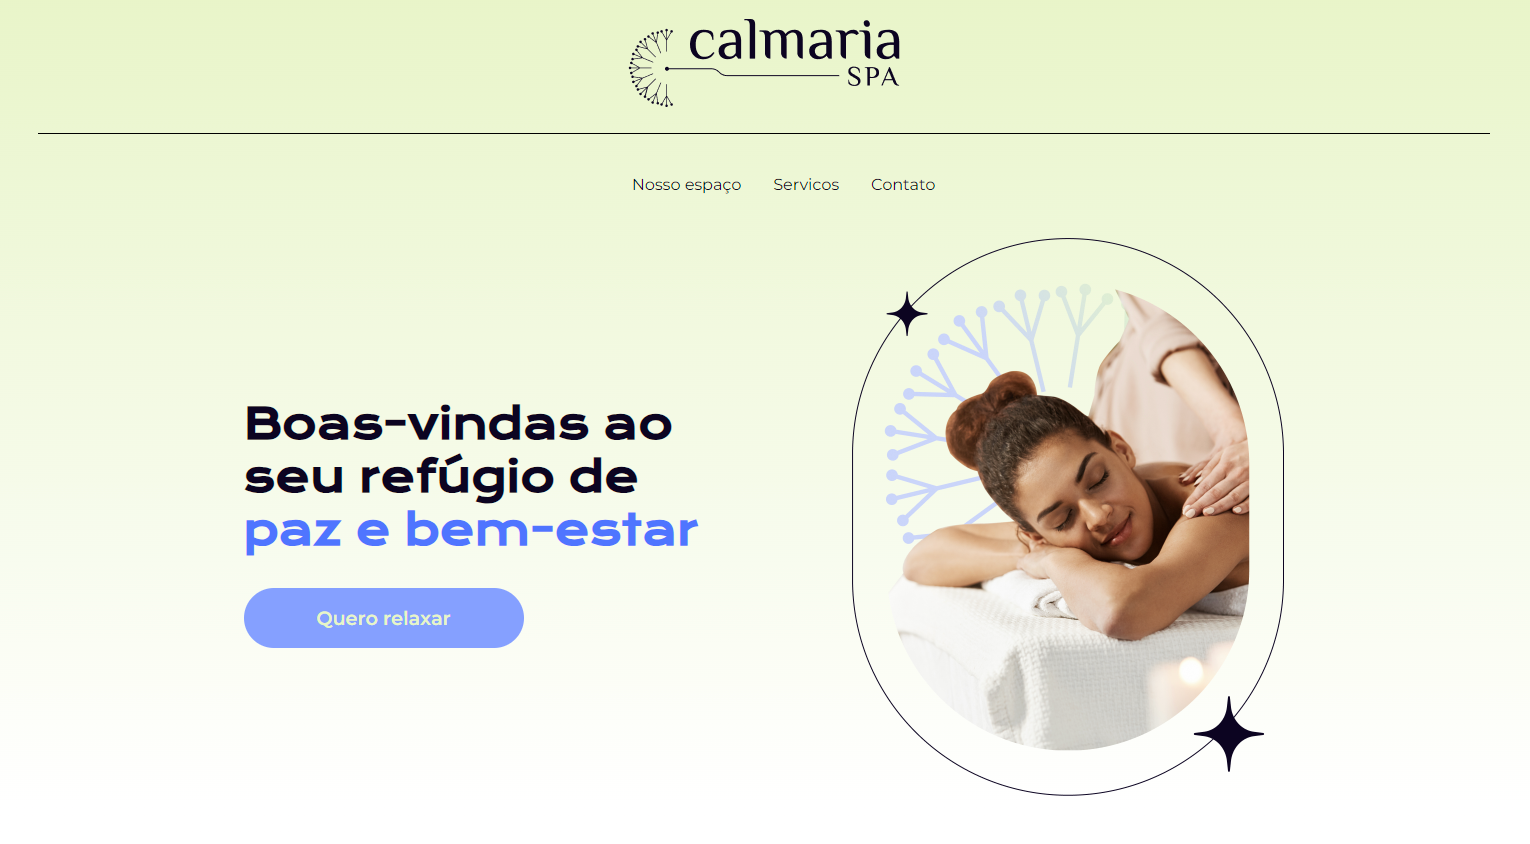 calmaria
SPA
Nosso espaço Servicos Contato
Boas-vindas ao
seu refúgio de
paz e bem-estar
Quero relaxar